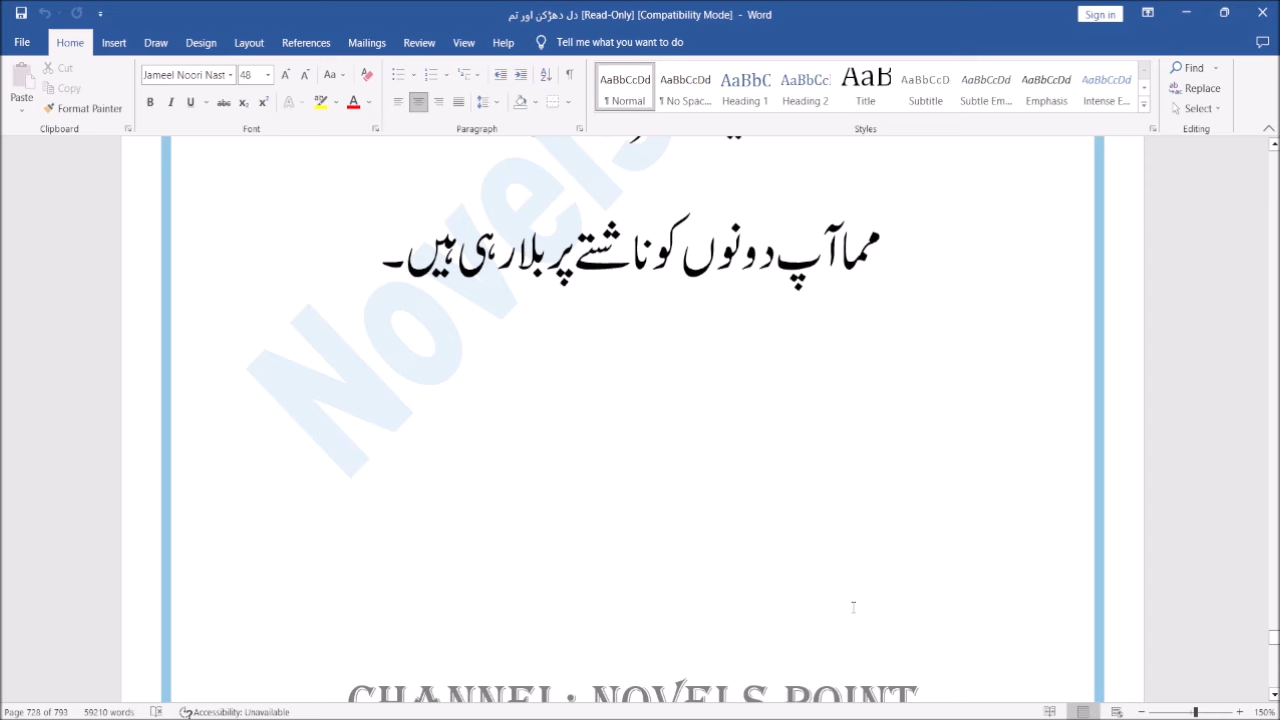 دل دھڑکن اور تم [Read-Only] [Compatibility Mode] - Word
Sign in
File Home Insert Draw Design Layout References Mailings Review View Help Tell me what you want to do
Paste
Cut
Copy
Format Painter
Clipboard
Jameel Noori Nast 48
Font
Paragraph
AaBbCcDd AaBbCcDd AaBbC AaBbCc AaB AaBbCcD AaBbCcDd AaBbCcDd AaBbCcDd
¶ Normal ¶ No Spac... Heading 1 Heading 2 Title Subtitle Subtle Em... Emphasis Intense E...
Styles
Find
Replace
Select
Editing
Novels
مما آپ دونوں کو ناشتے پر بلا رہی ہیں۔
CHANNEL: NOVELS POINT
Page 728 of 793 59210 words Accessibility: Unavailable 150%